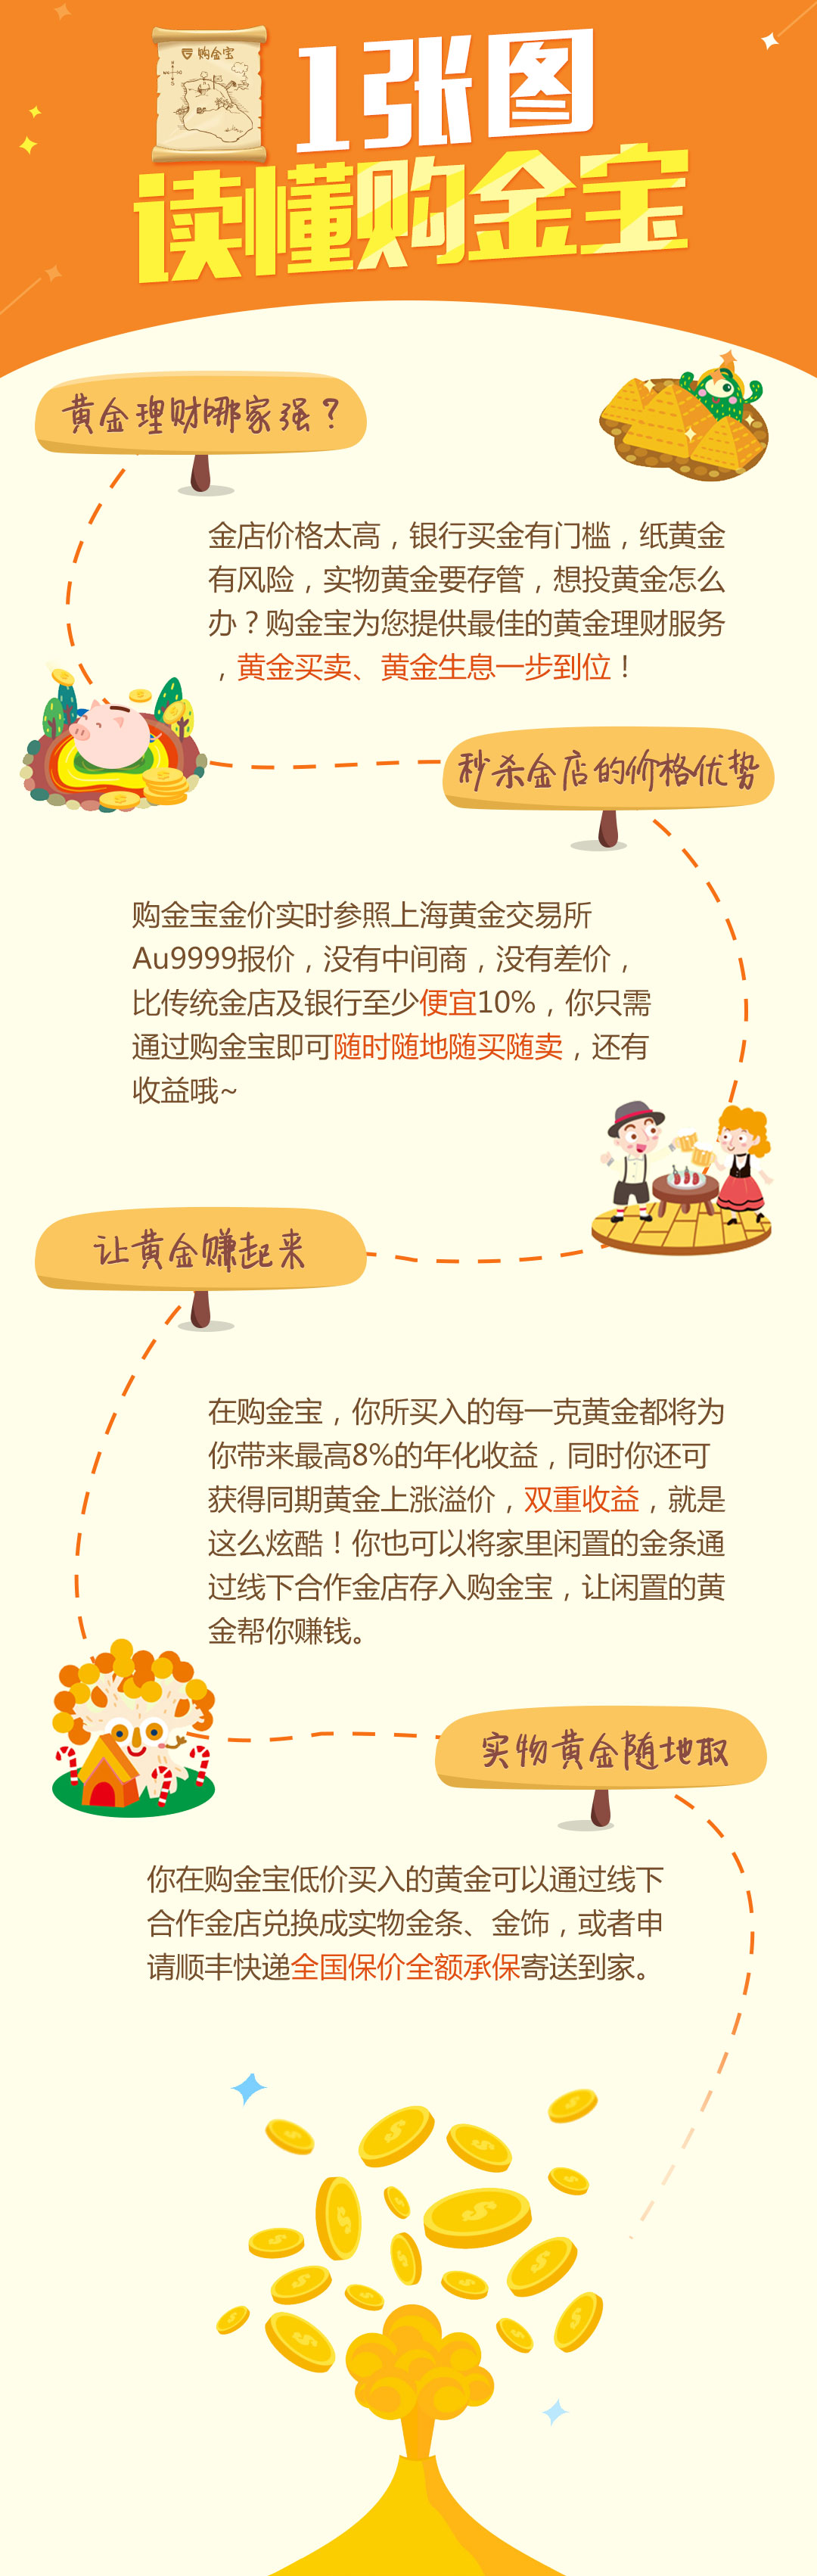 购金宝
1张图
读懂购金宝
黄金理财哪家强？
金店价格太高，银行买金有门槛，纸黄金
有风险，实物黄金要存管，想投黄金怎么
办？购金宝为您提供最佳的黄金理财服务
，黄金买卖、黄金生息一步到位！
秒杀金店的价格优势
购金宝金价实时参照上海黄金交易所
Au9999报价，没有中间商，没有差价，
比传统金店及银行至少便宜10%，你只需
通过购金宝即可随时随地随买随卖，还有
收益哦~
让黄金赚起来
在购金宝，你所买入的每一克黄金都将为
你带来最高8%的年化收益，同时你还可
获得同期黄金上涨溢价，双重收益，就是
这么炫酷！你也可以将家里闲置的金条通
过线下合作金店存入购金宝，让闲置的黄
金帮你赚钱。
实物黄金随地取
你在购金宝低价买入的黄金可以通过线下
合作金店兑换成实物金条、金饰，或者申
请顺丰快递全国保价全额承保寄送到家。